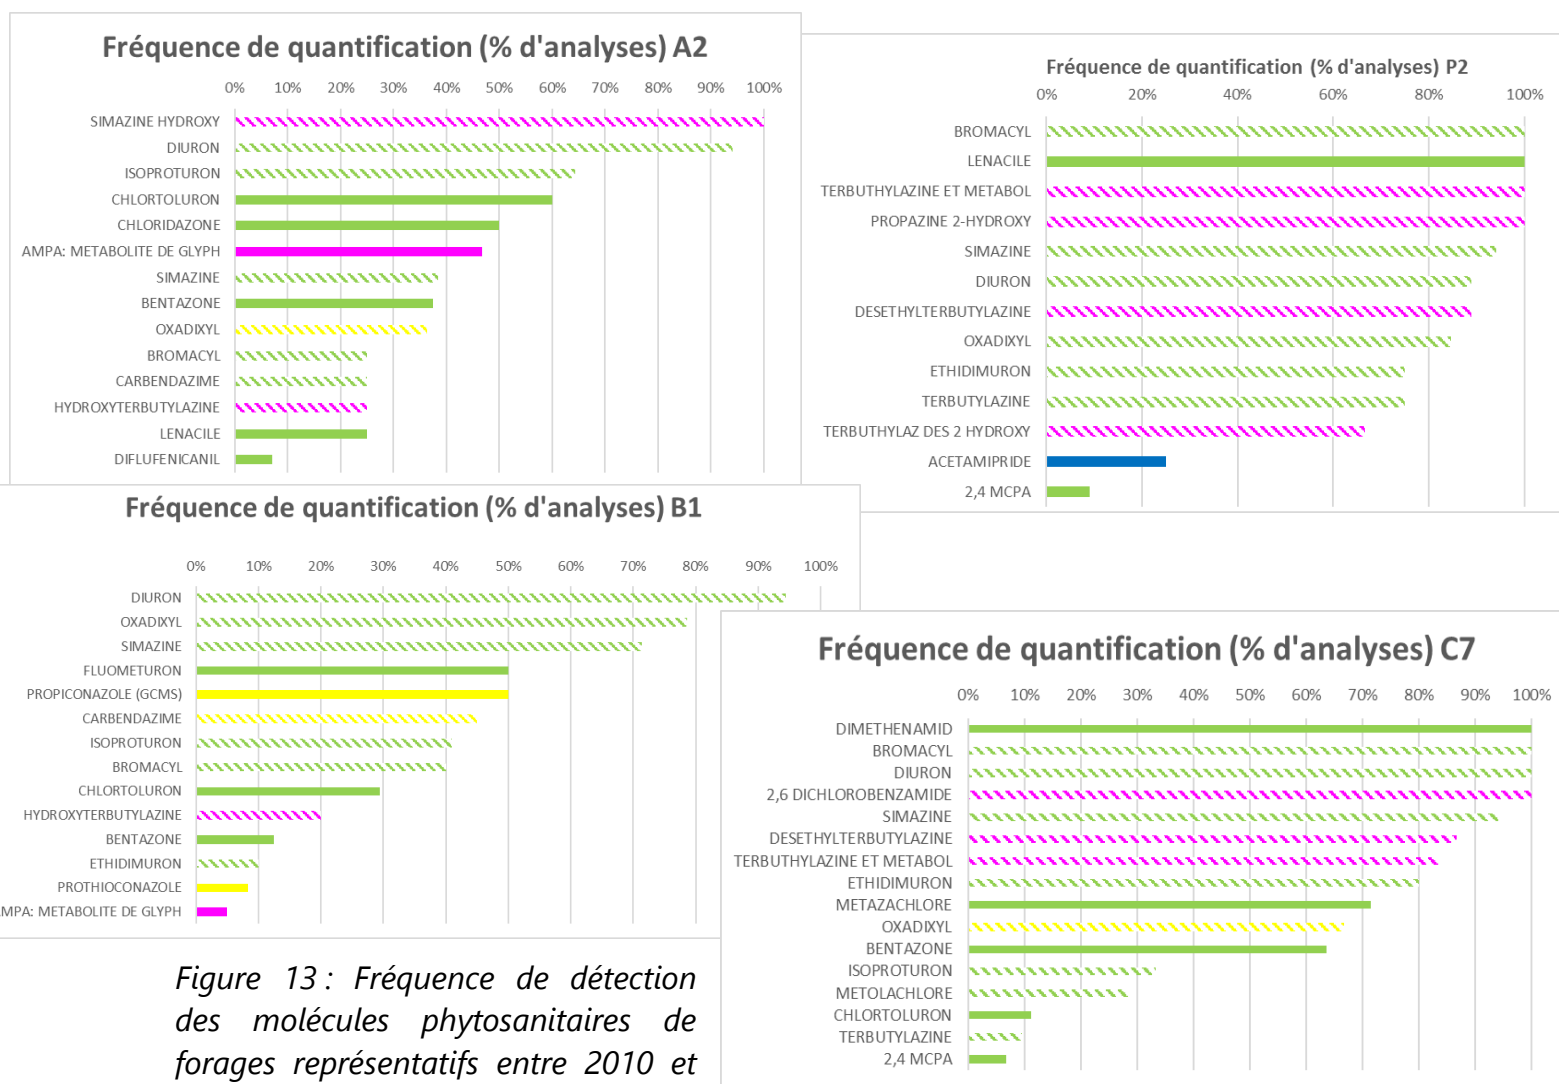 Fréquence de quantification (% d'analyses) A2
0% 10% 20% 30% 40% 50% 60% 70% 80% 90% 100%
SIMAZINE HYDROXY
DIURON
ISOPROTURON
CHLORTOLURON
CHLORIDAZONE
AMPA: METABOLITE DE GLYPH
SIMAZINE
BENTAZONE
OXADIXYL
BROMACYL
CARBENDAZIME
HYDROXYTERBUTYLAZINE
LENACILE
DIFLUFENICANIL
Fréquence de quantification (% d'analyses) P2
0% 20% 40% 60% 80% 100%
BROMACYL
LENACILE
TERBUTHYLAZINE ET METABOL
PROPAZINE 2-HYDROXY
SIMAZINE
DIURON
DESETHYLTERBUTYLAZINE
OXADIXYL
ETHIDIMURON
TERBUTYLAZINE
TERBUTHYLAZ DES 2 HYDROXY
ACETAMIPRIDE
2,4 MCPA
Fréquence de quantification (% d'analyses) B1
0% 10% 20% 30% 40% 50% 60% 70% 80% 90% 100%
DIURON
OXADIXYL
SIMAZINE
FLUOMETURON
PROPICONAZOLE (GCMS)
CARBENDAZIME
ISOPROTURON
BROMACYL
CHLORTOLURON
HYDROXYTERBUTYLAZINE
BENTAZONE
ETHIDIMURON
PROTHIOCONAZOLE
MPA: METABOLITE DE GLYPH
Fréquence de quantification (% d'analyses) C7
0% 10% 20% 30% 40% 50% 60% 70% 80% 90% 100%
DIMETHENAMID
BROMACYL
DIURON
2,6 DICHLOROBENZAMIDE
SIMAZINE
DESETHYLTERBUTYLAZINE
TERBUTHYLAZINE ET METABOL
ETHIDIMURON
METAZACHLORE
OXADIXYL
BENTAZONE
ISOPROTURON
METOLACHLORE
CHLORTOLURON
TERBUTYLAZINE
2,4 MCPA
Figure 13 : Fréquence de détection
des molécules phytosanitaires de
forages représentatifs entre 2010 et